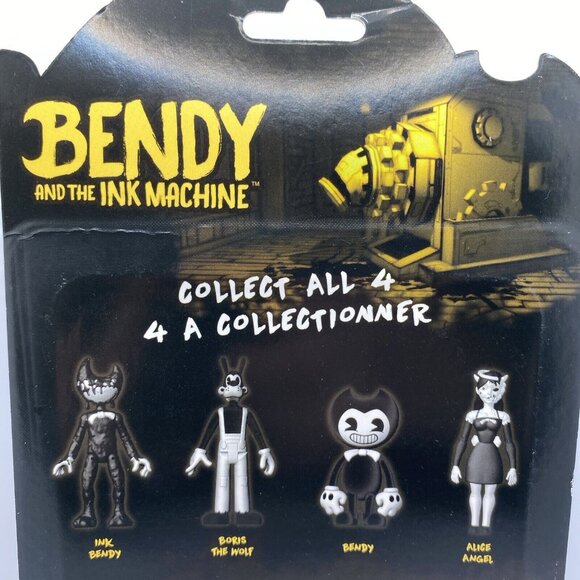 BENDY
AND THE INK MACHINE™
COLLECT ALL 4
4 A COLLECTIONNER
INK
BENDY
BORIS
THE WOLF
BENDY
ALICE
ANGEL